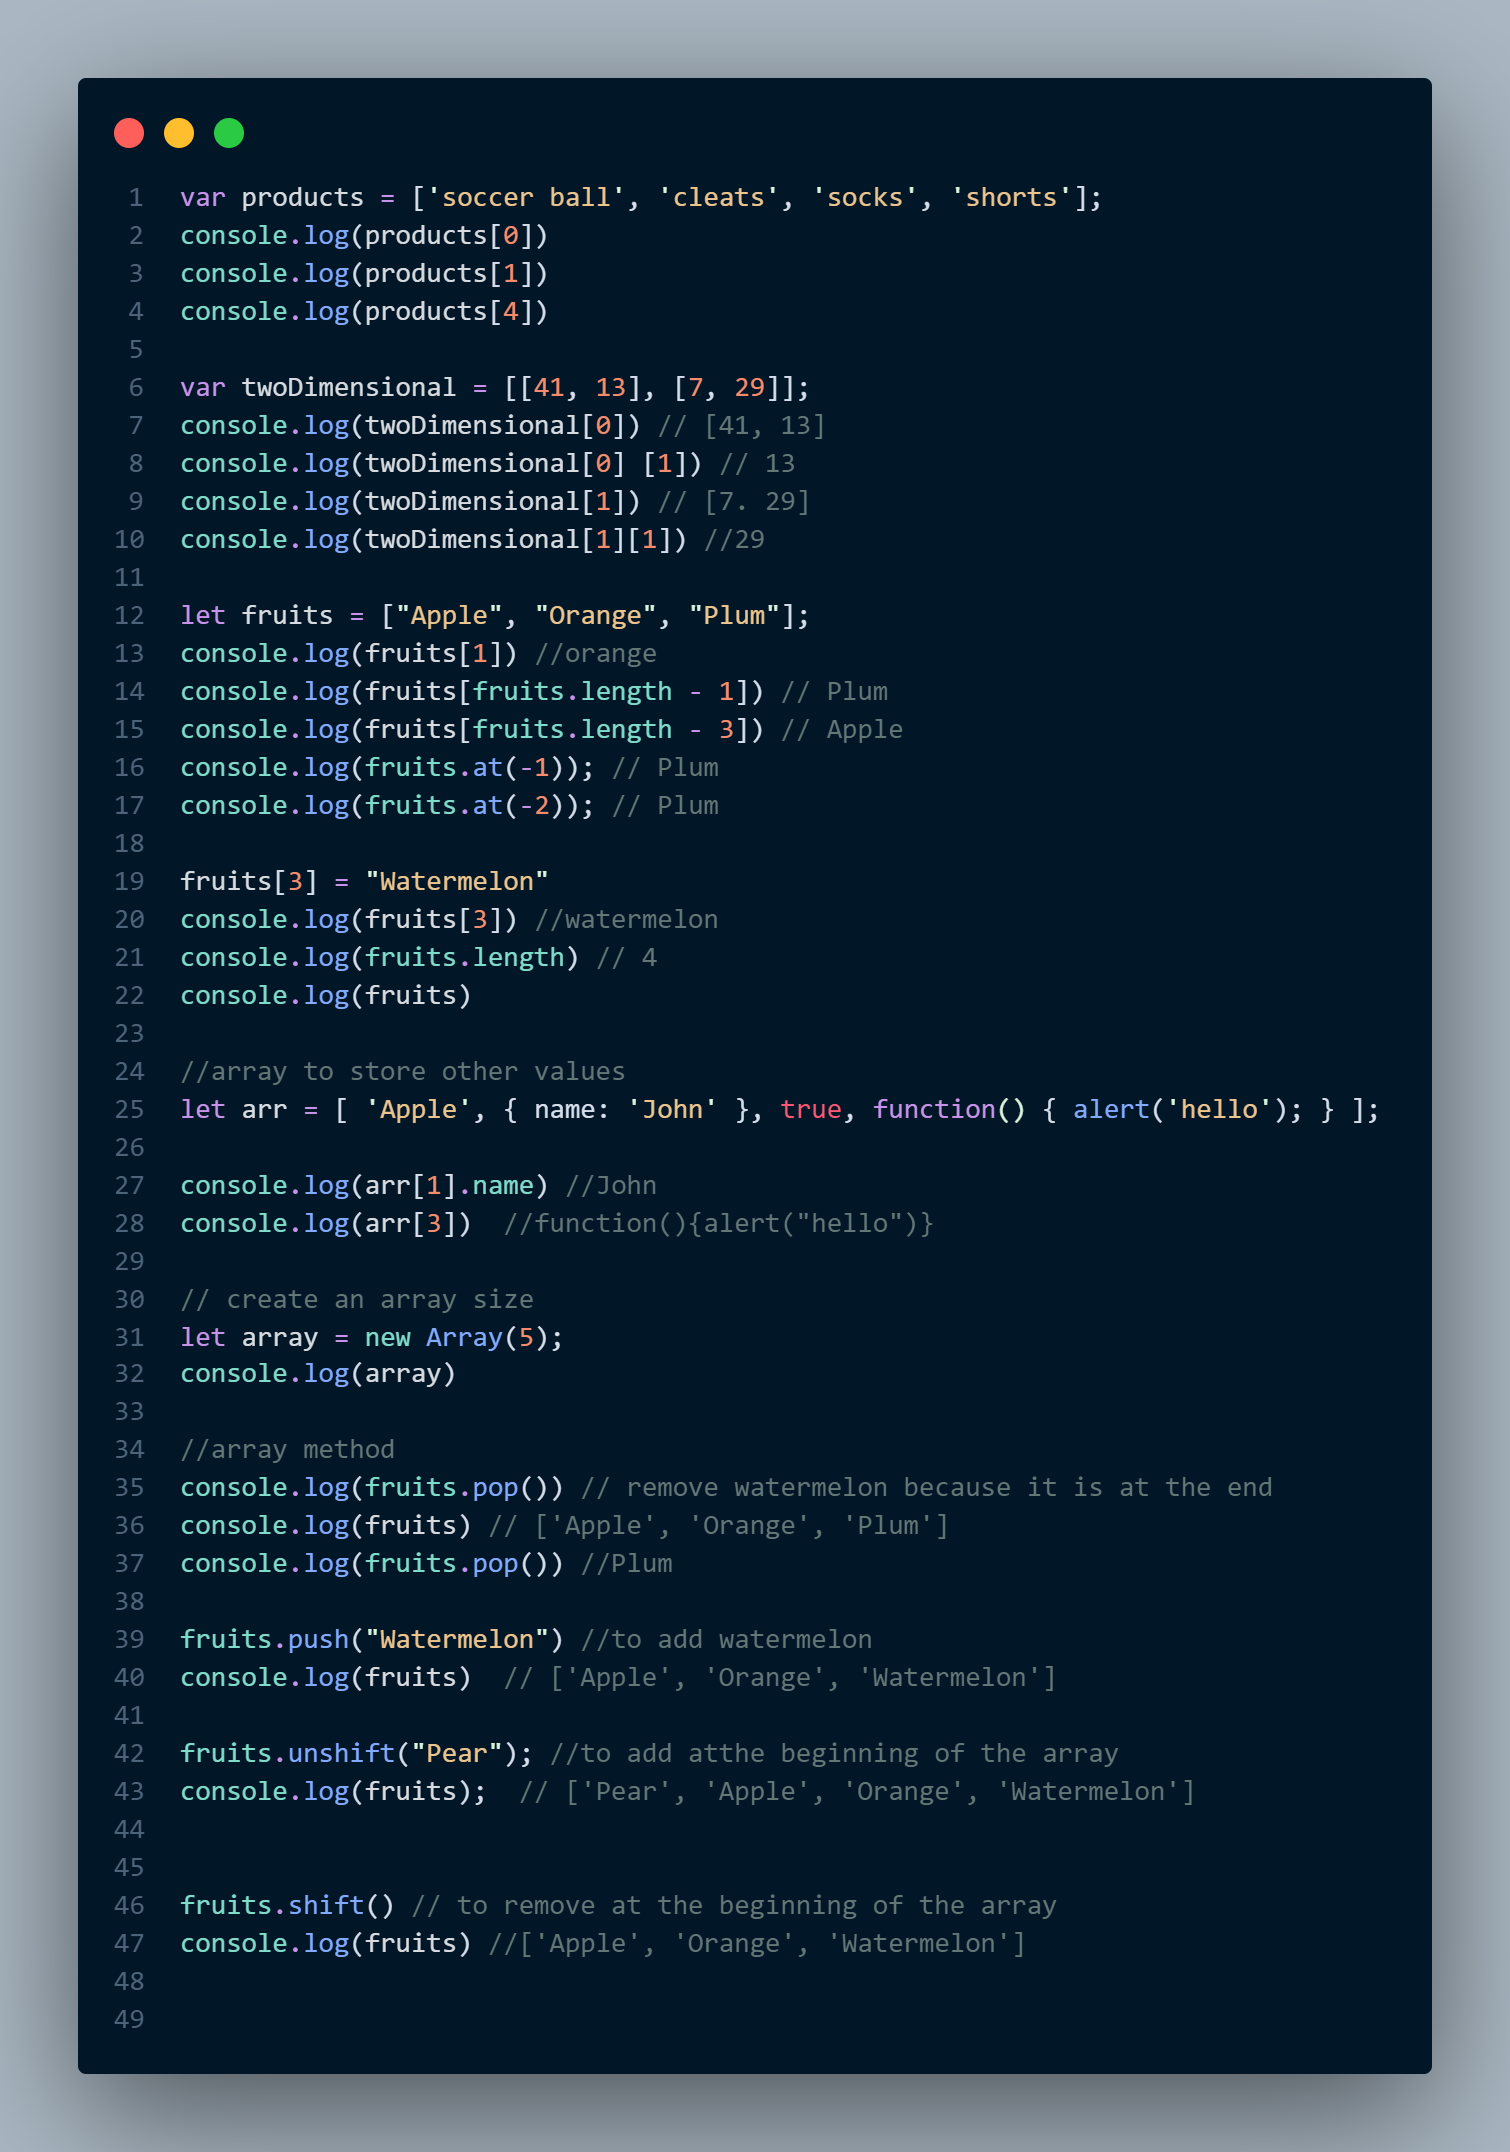 1 var products = ['soccer ball', 'cleats', 'socks', 'shorts'];
2 console.log(products[0])
3 console.log(products[1])
4 console.log(products[4])
5
6 var twoDimensional = [[41, 13], [7, 29]];
7 console.log(twoDimensional[0]) // [41, 13]
8 console.log(twoDimensional[0] [1]) // 13
9 console.log(twoDimensional[1]) // [7. 29]
10 console.log(twoDimensional[1][1]) //29
11
12 let fruits = ["Apple", "Orange", "Plum"];
13 console.log(fruits[1]) //orange
14 console.log(fruits[fruits.length - 1]) // Plum
15 console.log(fruits[fruits.length - 3]) // Apple
16 console.log(fruits.at(-1)); // Plum
17 console.log(fruits.at(-2)); // Plum
18
19 fruits[3] = "Watermelon"
20 console.log(fruits[3]) //watermelon
21 console.log(fruits.length) // 4
22 console.log(fruits)
23
24 //array to store other values
25 let arr = [ 'Apple', { name: 'John' }, true, function() { alert('hello'); } ];
26
27 console.log(arr[1].name) //John
28 console.log(arr[3])  //function(){alert("hello")}
29
30 // create an array size
31 let array = new Array(5);
32 console.log(array)
33
34 //array method
35 console.log(fruits.pop()) // remove watermelon because it is at the end
36 console.log(fruits) // ['Apple', 'Orange', 'Plum']
37 console.log(fruits.pop()) //Plum
38
39 fruits.push("Watermelon") //to add watermelon
40 console.log(fruits)  // ['Apple', 'Orange', 'Watermelon']
41
42 fruits.unshift("Pear"); //to add atthe beginning of the array
43 console.log(fruits);  // ['Pear', 'Apple', 'Orange', 'Watermelon']
44
45
46 fruits.shift() // to remove at the beginning of the array
47 console.log(fruits) //['Apple', 'Orange', 'Watermelon']
48
49